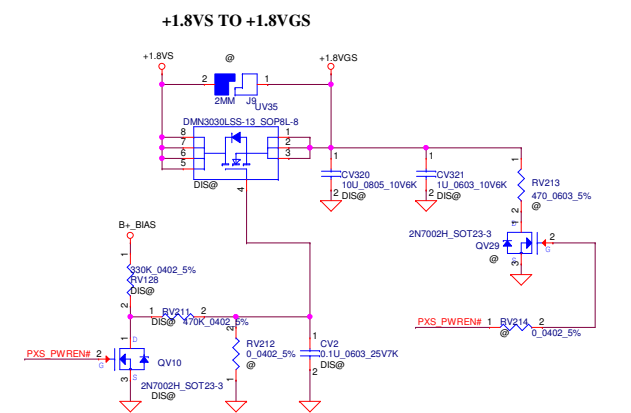 +1.8VS TO +1.8VGS
+1.8VS
@
+1.8VGS
2
1
2MM
J9
UV35
DMN3030LSS-13_SOP8L-8
8
7
6
5
1
2
3
4
DIS@
1
CV320
10U_0805_10V6K
2
DIS@
1
CV321
1U_0603_10V6K
2
DIS@
1
RV213
470_0603_5%
2
@
B+_BIAS
1
330K_0402_5%
RV128
DIS@
2
2N7002H_SOT23-3
QV29
@
D
1
2
G
S
3
RV211
1
2
DIS@
470K_0402_5%
PXS_PWREN#
1
RV214
2
@
0_0402_5%
2
RV212
0_0402_5%
@
1
1
CV2
0.1U_0603_25V7K
2
DIS@
PXS_PWREN#
2
G
1
D
QV10
3
S
2N7002H_SOT23-3
DIS@